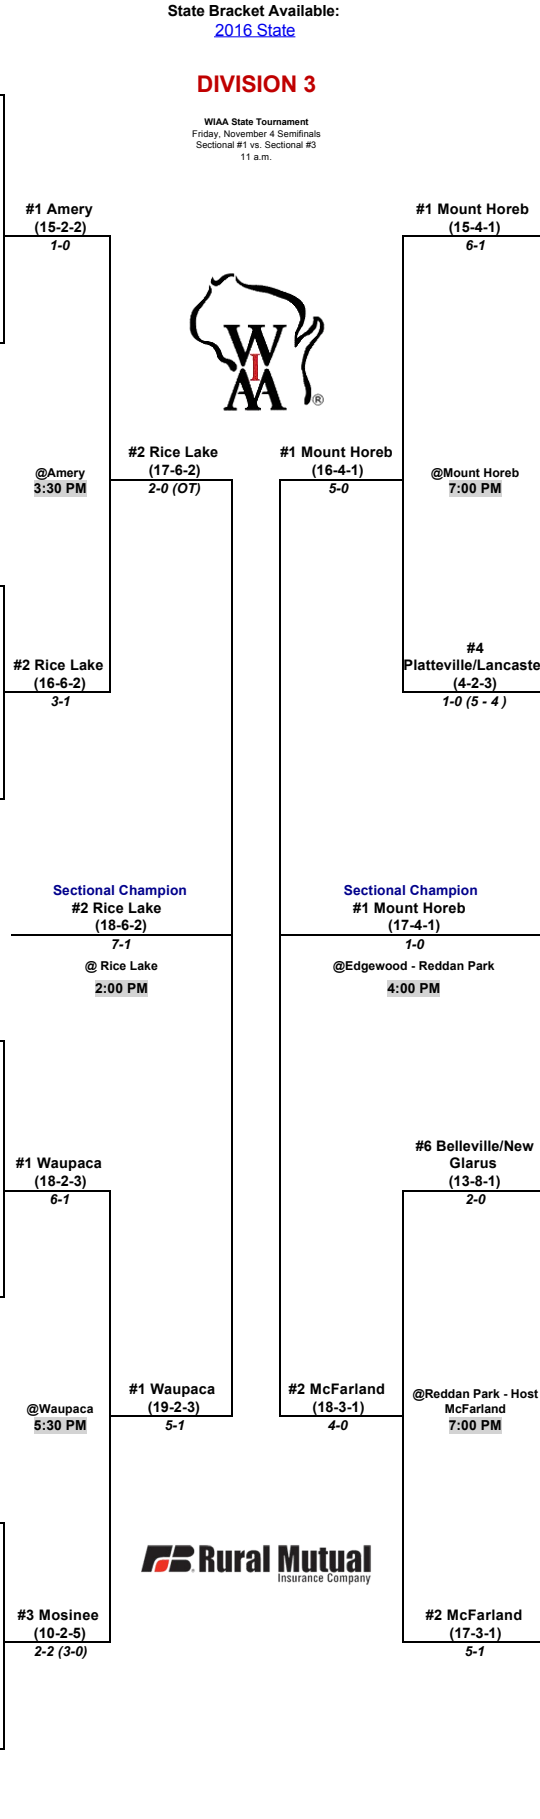 State Bracket Available:
2016 State
DIVISION 3
WIAA State Tournament
Friday, November 4 Semifinals
Sectional #1 vs. Sectional #3
11 a.m.
#1 Amery
(15-2-2)
1-0
#1 Mount Horeb
(15-4-1)
6-1
W
I
AA
®
#2 Rice Lake
(17-6-2)
2-0 (OT)
#1 Mount Horeb
(16-4-1)
5-0
@Amery
3:30 PM
@Mount Horeb
7:00 PM
#2 Rice Lake
(16-6-2)
3-1
#4
Platteville/Lancaste
(4-2-3)
1-0 (5 - 4 )
Sectional Champion
#2 Rice Lake
(18-6-2)
7-1
@ Rice Lake
2:00 PM
Sectional Champion
#1 Mount Horeb
(17-4-1)
1-0
@Edgewood - Reddan Park
4:00 PM
#1 Waupaca
(18-2-3)
6-1
#6 Belleville/New
Glarus
(13-8-1)
2-0
@Waupaca
5:30 PM
#1 Waupaca
(19-2-3)
5-1
#2 McFarland
(18-3-1)
4-0
@Reddan Park - Host
McFarland
7:00 PM
Rural Mutual
Insurance Company
#3 Mosinee
(10-2-5)
2-2 (3-0)
#2 McFarland
(17-3-1)
5-1